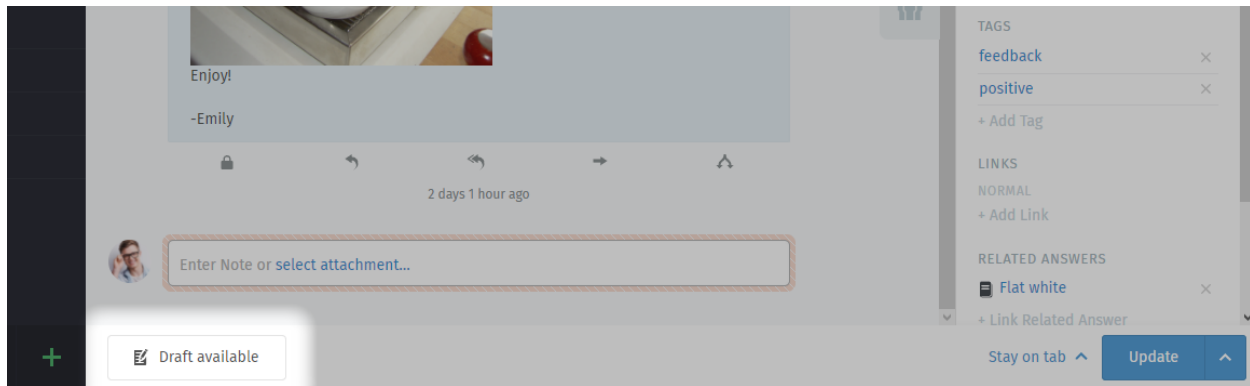 Enjoy!
-Emily
2 days 1 hour ago
Enter Note or select attachment...
TAGS
feedback
positive
+ Add Tag
LINKS
NORMAL
+ Add Link
RELATED ANSWERS
Flat white
+ Link Related Answer
Draft available
Stay on tab
Update